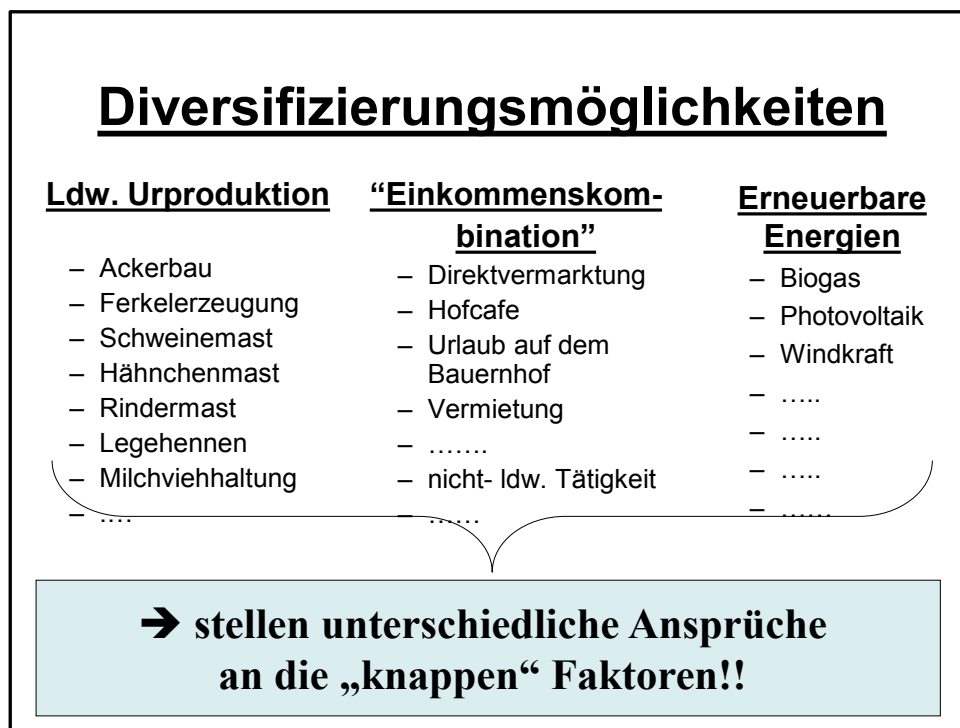 Diversifizierungsmöglichkeiten
Ldw. Urproduktion
– Ackerbau
– Ferkelerzeugung
– Schweinemast
– Hähnchenmast
– Rindermast
– Legehennen
– Milchviehhaltung
– ….
“Einkommenskom-
bination”
– Direktvermarktung
– Hofcafe
– Urlaub auf dem
Bauernhof
– Vermietung
– …….
– nicht- ldw. Tätigkeit
– ……
Erneuerbare
Energien
– Biogas
– Photovoltaik
– Windkraft
– …..
– …..
– …..
– ……
➔ stellen unterschiedliche Ansprüche
an die „knappen“ Faktoren!!